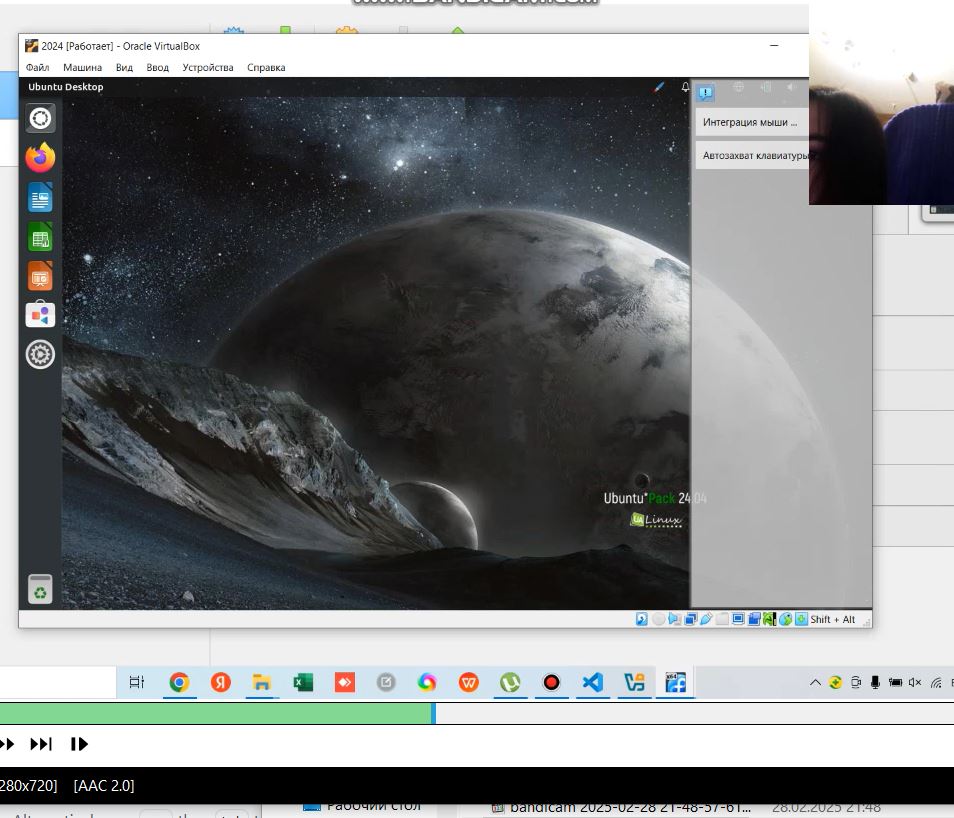 www.BANDICAM.com
2024 [Работает] - Oracle VirtualBox
Файл Машина Вид Ввод Устройства Справка
Ubuntu Desktop
Интеграция мыши ...
Автозахват клавиатуры
Ubuntu*Pack 24.04
UALinux
Shift + Alt
280x720] [AAC 2.0]
Рабочий стол
bandicam 2025-02-28 21-48-57-61... 28.02.2025 21:48